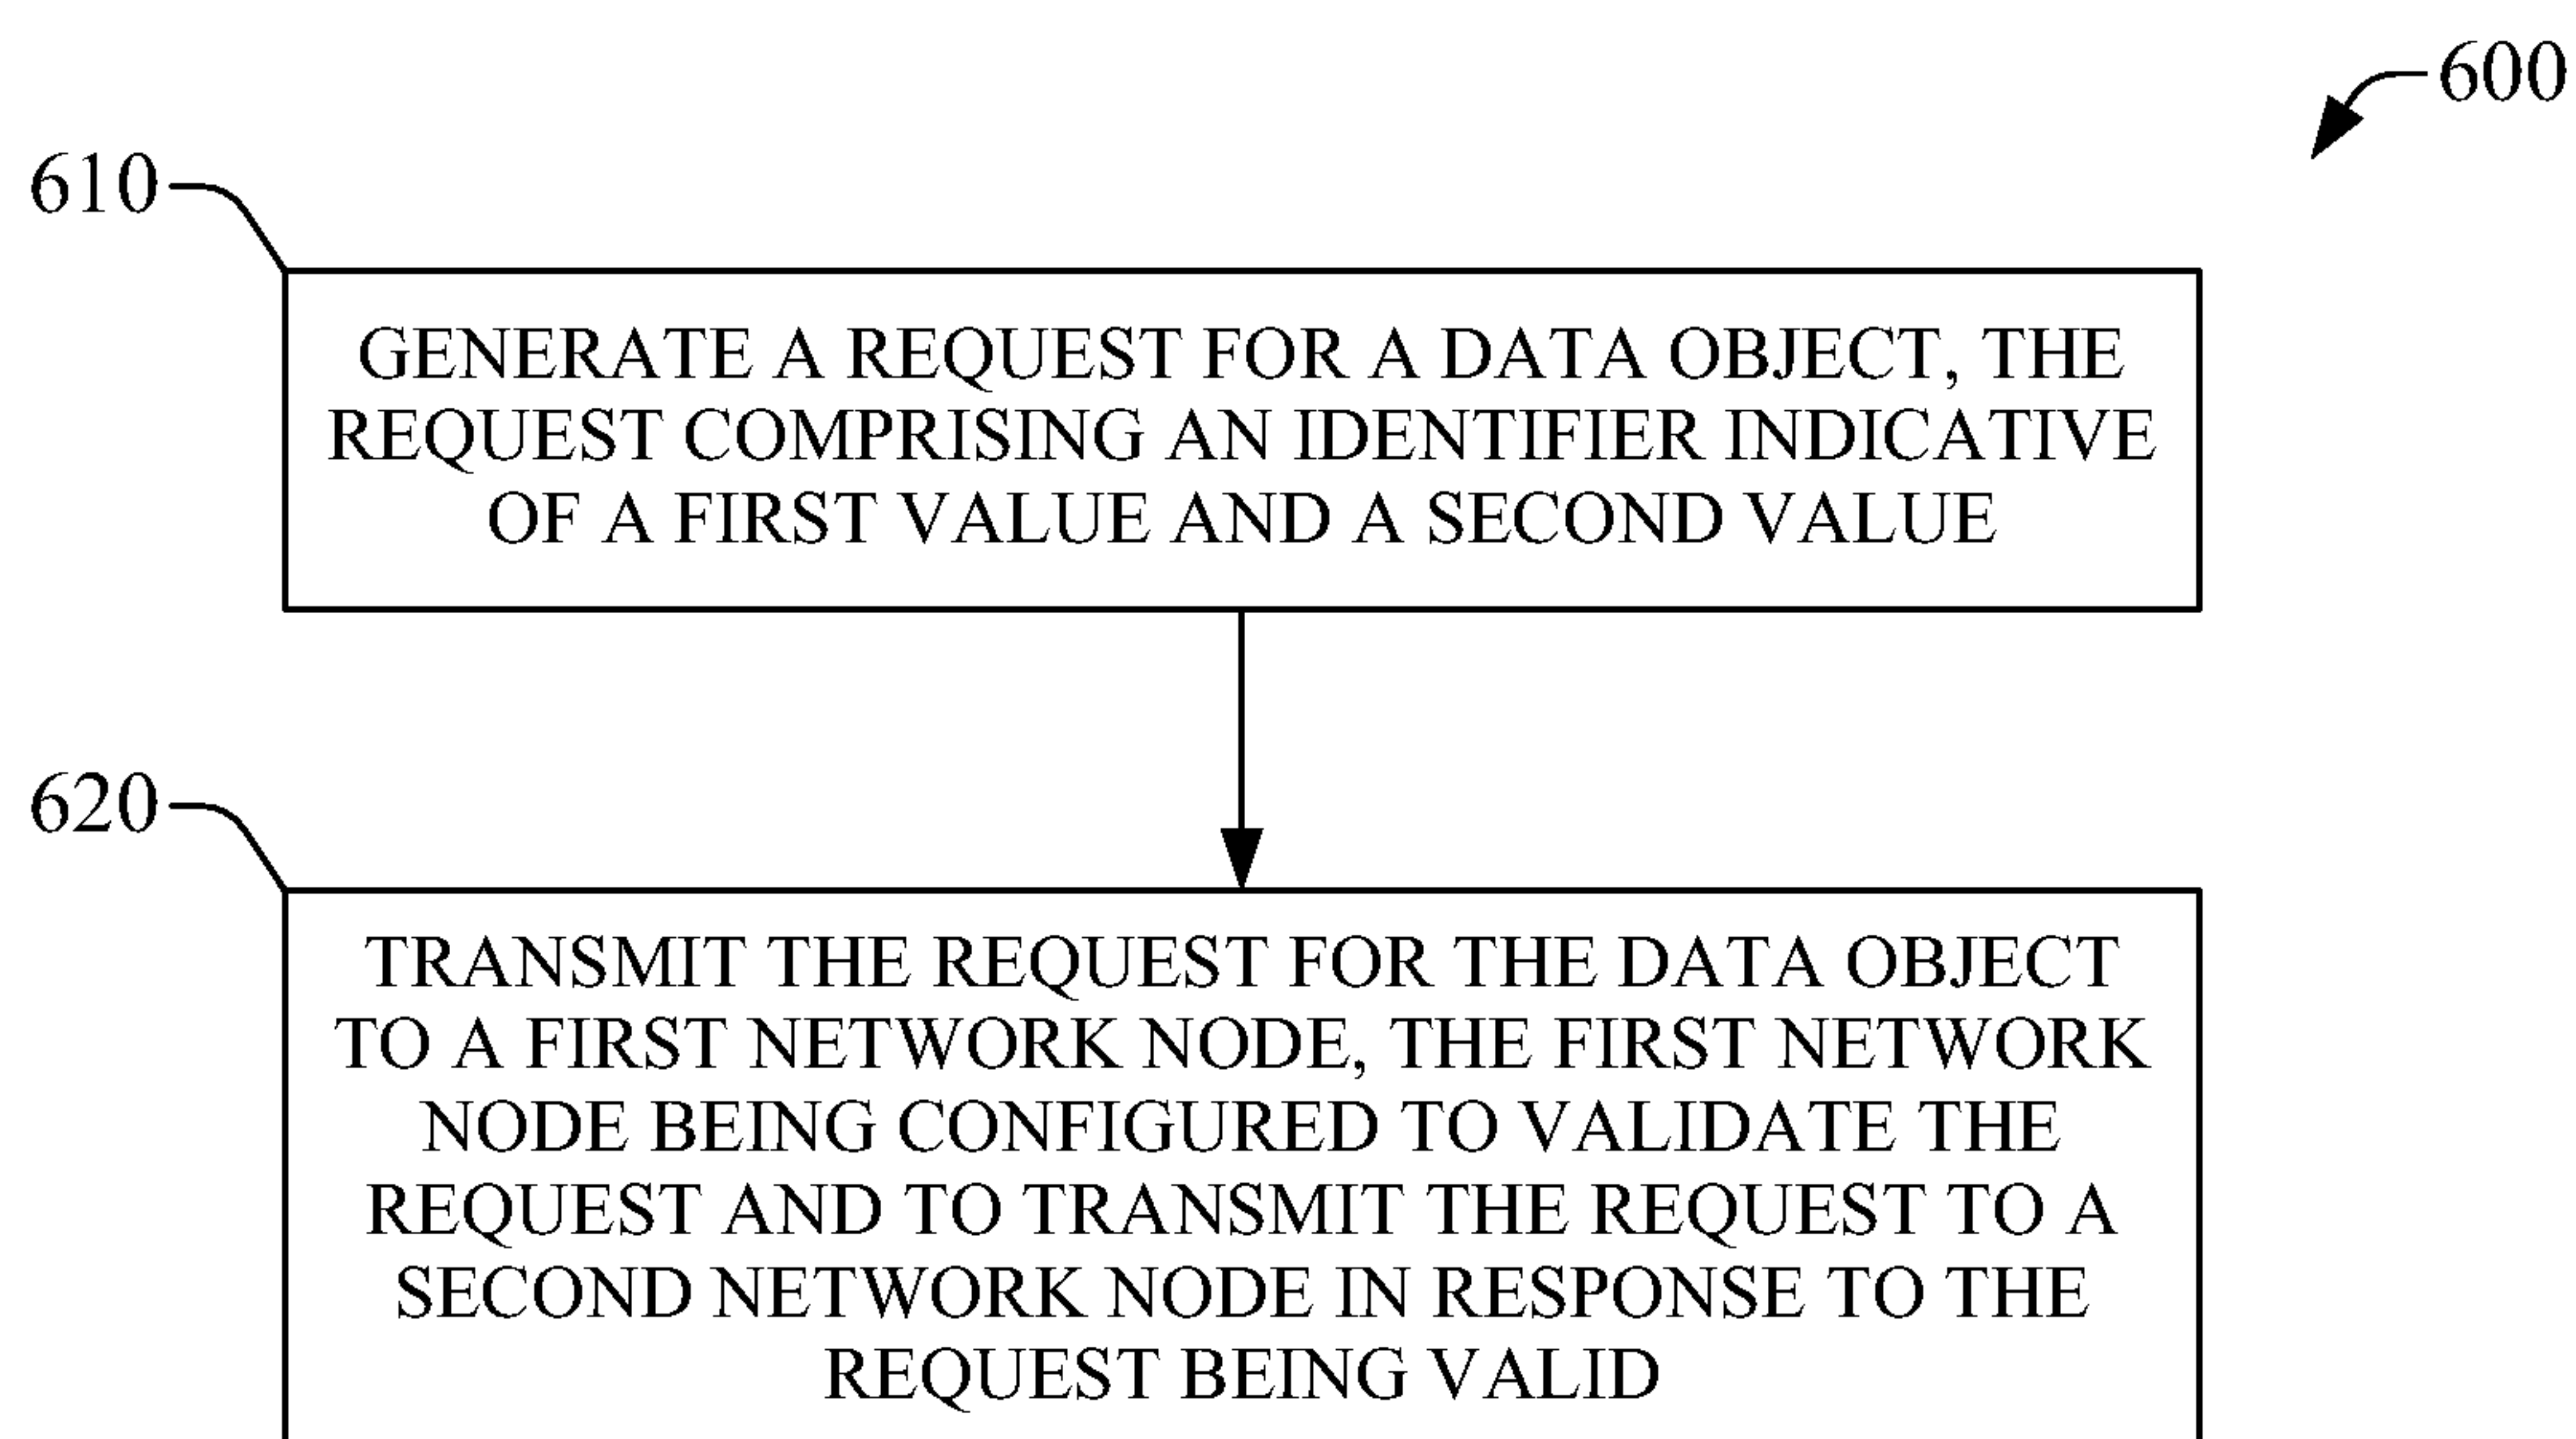 600
610
GENERATE A REQUEST FOR A DATA OBJECT, THE
REQUEST COMPRISING AN IDENTIFIER INDICATIVE
OF A FIRST VALUE AND A SECOND VALUE
620
TRANSMIT THE REQUEST FOR THE DATA OBJECT
TO A FIRST NETWORK NODE, THE FIRST NETWORK
NODE BEING CONFIGURED TO VALIDATE THE
REQUEST AND TO TRANSMIT THE REQUEST TO A
SECOND NETWORK NODE IN RESPONSE TO THE
REQUEST BEING VALID